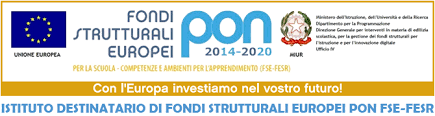 FONDI
STRUTTURALI
EUROPEI
pon
2014-2020
UNIONE EUROPEA
MIUR
Ministero dell'Istruzione, dell'Università e della Ricerca
Dipartimento per la Programmazione
Direzione Generale per interventi in materia di edilizia
scolastica, per la gestione dei fondi strutturali per
l'istruzione e per l'innovazione digitale
Ufficio IV
PER LA SCUOLA - COMPETENZE E AMBIENTI PER L'APPRENDIMENTO (FSE-FESR)
Con l'Europa investiamo nel vostro futuro!
ISTITUTO DESTINATARIO DI FONDI STRUTTURALI EUROPEI PON FSE-FESR